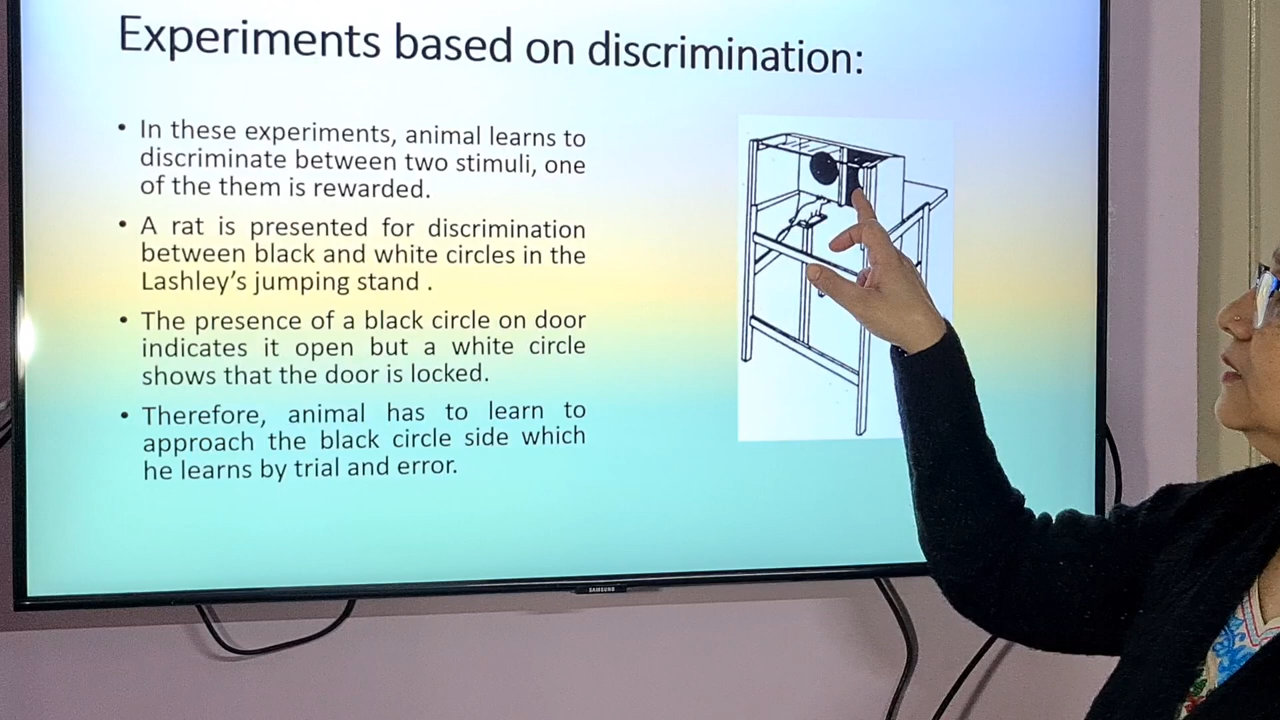 Experiments based on discrimination:
• In these experiments, animal learns to
discriminate between two stimuli, one
of the them is rewarded.
• A rat is presented for discrimination
between black and white circles in the
Lashley's jumping stand .
• The presence of a black circle on door
indicates it open but a white circle
shows that the door is locked.
• Therefore, animal has to learn to
approach the black circle side which
he learns by trial and error.
SAMSUNG